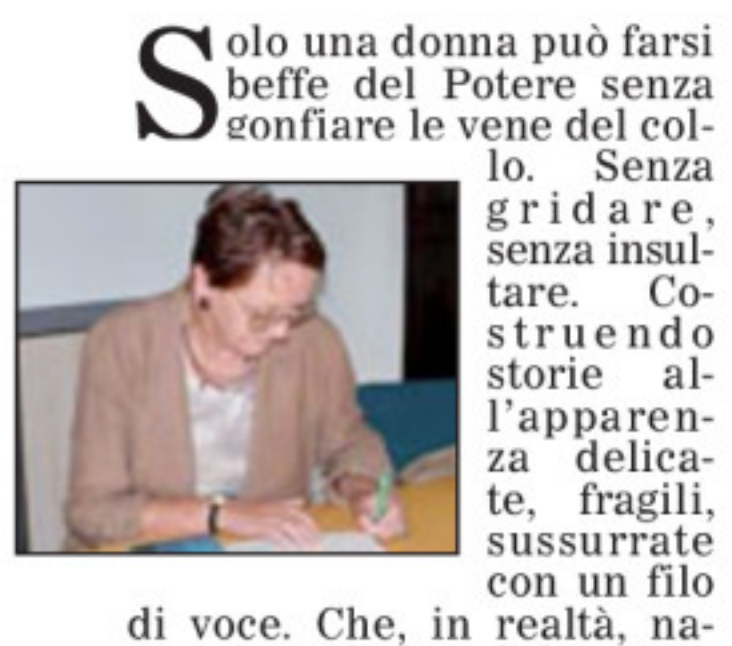 Solo una donna può farsi
beffe del Potere senza
gonfiare le vene del col-
lo. Senza
gridare,
senza insul-
tare. Co-
struendo
storie al-
l'apparen-
za delica-
te, fragili,
sussurrate
con un filo
di voce. Che, in realtà, na-